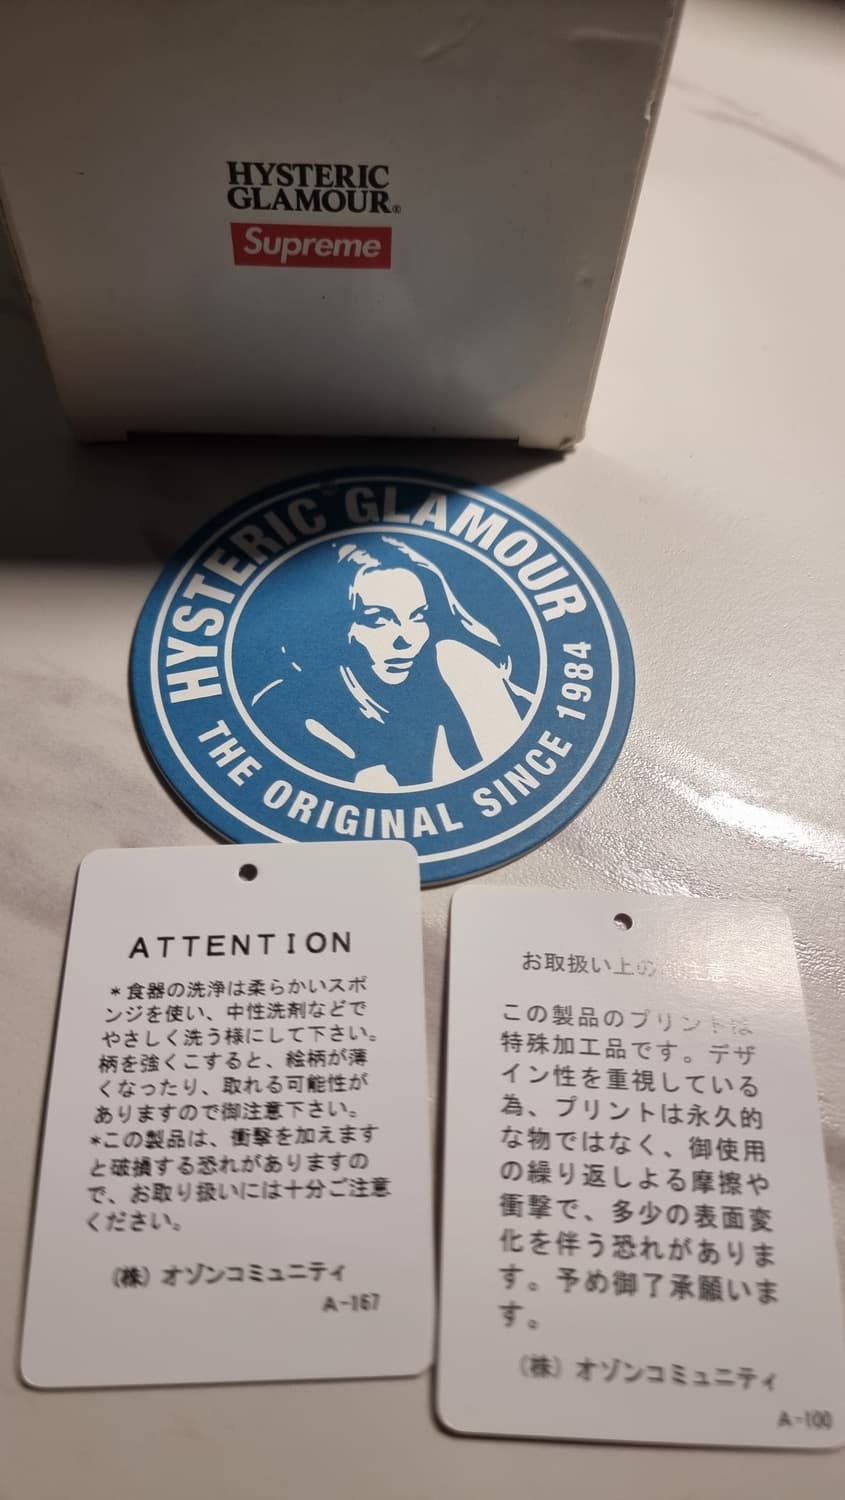 HYSTERIC
GLAMOUR®
Supreme
HYSTERIC GLAMOUR
THE ORIGINAL SINCE 1984
ATTENTION
*食器の洗浄は柔らかいスポ
ンジを使い、中性洗剤などで
やさしく洗う様にして下さい。
柄を強くこすると、絵柄が薄
くなったり、取れる可能性が
ありますので御注意下さい。
*この製品は、衝撃を加えます
と破損する恐れがありますの
で、お取り扱いには十分ご注意
ください。
(株) オゾンコミュニティ
A-167
お取扱い上の
この製品のプリントは
特殊加工品です。デザ
イン性を重視している
為、プリントは永久的
な物ではなく、御使用
の繰り返しよる摩擦や
衝撃で、多少の表面変
化を伴う恐れがありま
す。予め御了承願いま
す。
(株) オゾンコミュニティ
A-100